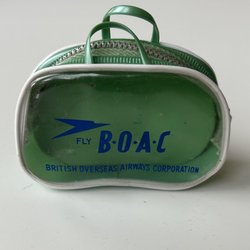 FLY B·O·A·C
BRITISH OVERSEAS AIRWAYS CORPORATION